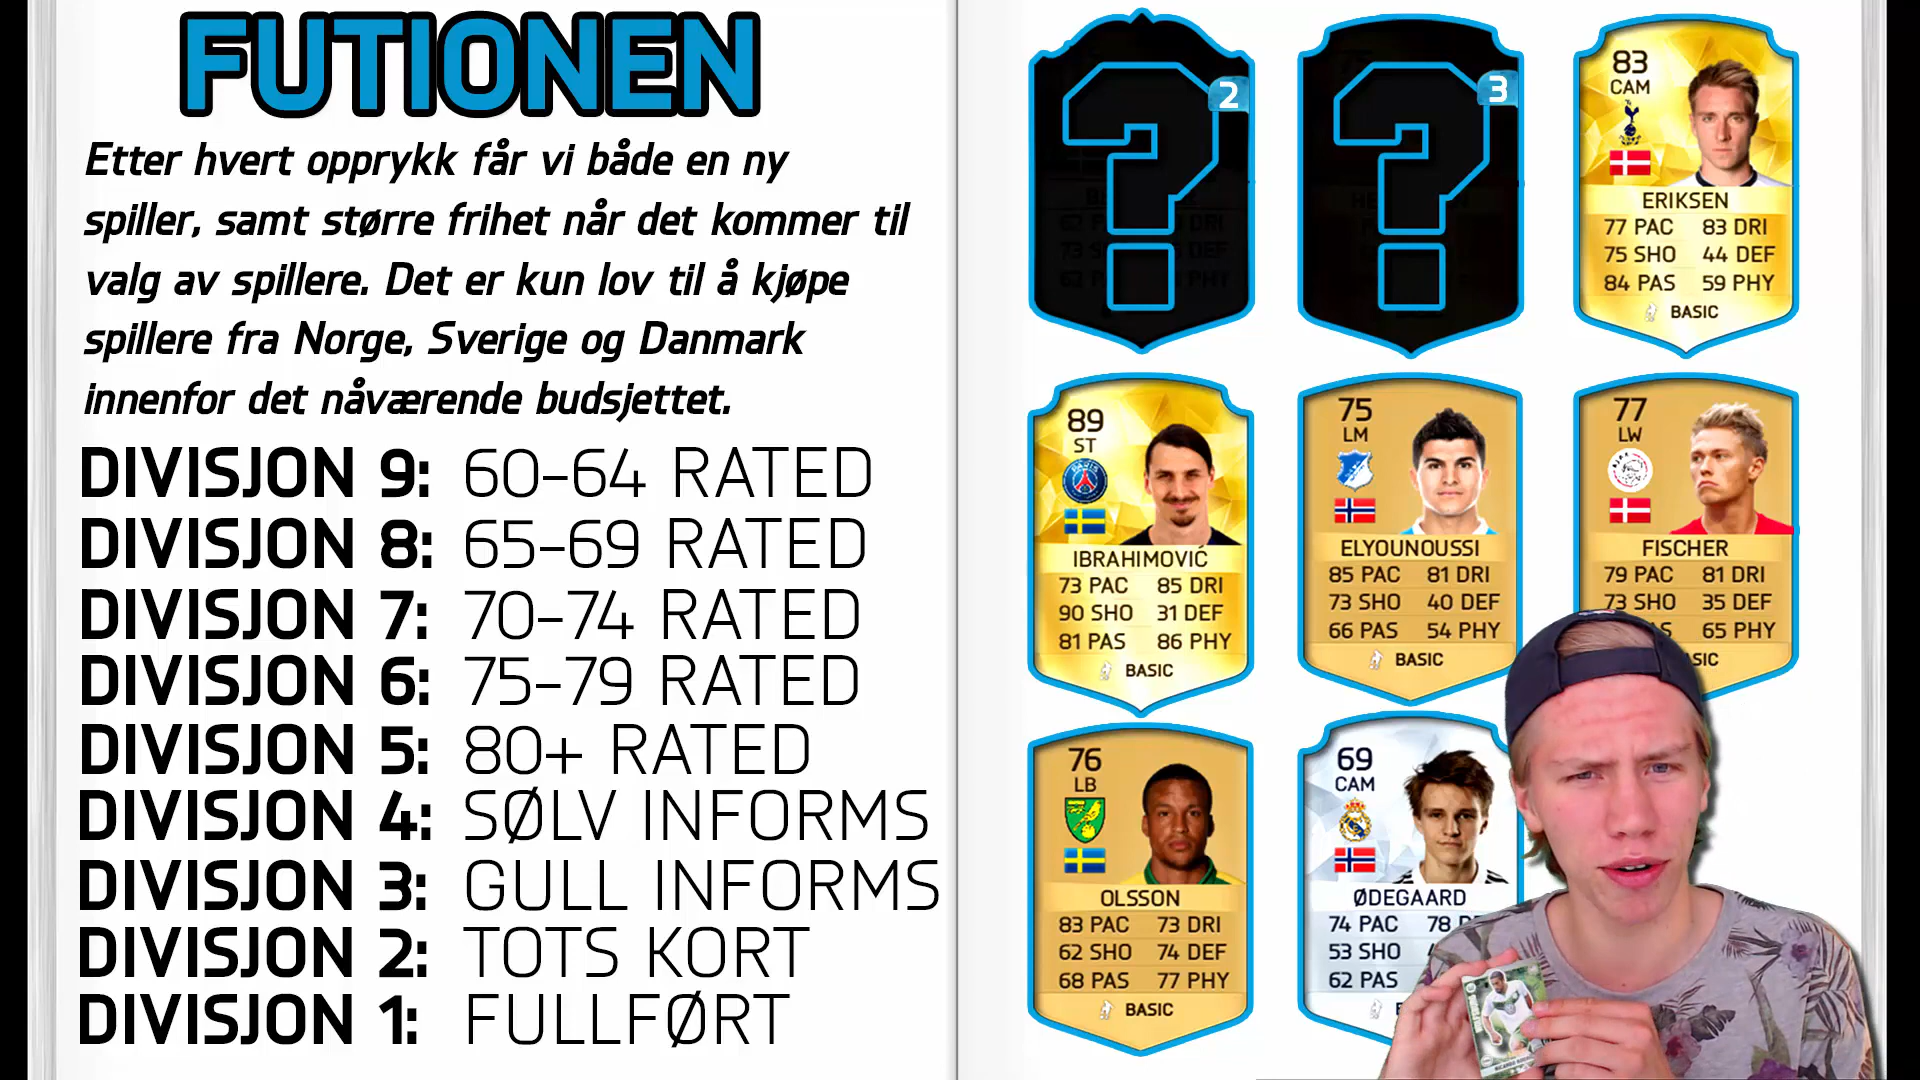 FUTIONEN
Etter hvert opprykk får vi både en ny
spiller, samt større frihet når det kommer til
valg av spillere. Det er kun lov til å kjøpe
spillere fra Norge, Sverige og Danmark
innenfor det nåværende budsjettet.
DIVISJON 9: 60-64 RATED
DIVISJON 8: 65-69 RATED
DIVISJON 7: 70-74 RATED
DIVISJON 6: 75-79 RATED
DIVISJON 5: 80+ RATED
DIVISJON 4: SØLV INFORMS
DIVISJON 3: GULL INFORMS
DIVISJON 2: TOTS KORT
DIVISJON 1: FULLFØRT
?
2
?
3
83
CAM
ERIKSEN
77 PAC 83 DRI
75 SHO 44 DEF
84 PAS 59 PHY
BASIC
89
ST
IBRAHIMOVIĆ
73 PAC 85 DRI
90 SHO 31 DEF
81 PAS 86 PHY
BASIC
75
LM
ELYOUNOUSSI
85 PAC 81 DRI
73 SHO 40 DEF
66 PAS 54 PHY
BASIC
77
LW
FISCHER
79 PAC 81 DRI
73 SHO 35 DEF
65 PHY
76
LB
OLSSON
83 PAC 73 DRI
62 SHO 74 DEF
68 PAS 77 PHY
BASIC
69
CAM
ØDEGAARD
74 PAC 78
53 SHO
62 PAS